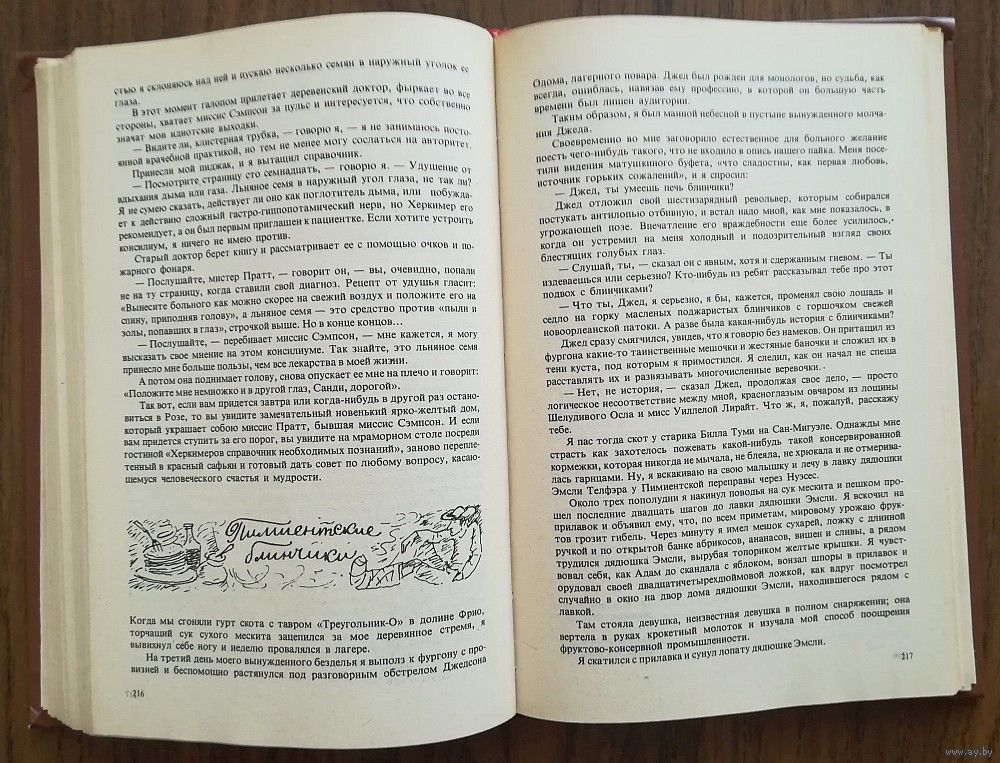 стью я склоняюсь над ней и пускаю несколько семян в наружный уголок ее
глаза.
В этот момент галопом прилетает деревенский доктор, фыркает во все
стороны, хватает миссис Сэмпсон за пульс и интересуется, что собственно
значат мои идиотские выходки.
— Видите ли, клистерная трубка, — говорю я, — я не занимаюсь посто-
янной врачебной практикой, но тем не менее могу сослаться на авторитет.
Принесли мой пиджак, и я вытащил справочник.
— Посмотрите страницу сто семнадцать, — говорю я. — Удушение от
вдыхания дыма или газа. Льняное семя в наружный угол глаза, не так ли?
Я не сумею сказать, действует ли оно как поглотитель дыма, или побужда-
ет к действию сложный гастро-гиппопотамический нерв, но Херкимер его
рекомендует, а он был первым приглашен к пациентке. Если хотите устроить
консилиум, я ничего не имею против.
Старый доктор берет книгу и рассматривает ее с помощью очков и по-
жарного фонаря.
— Послушайте, мистер Пратт, — говорит он, — вы, очевидно, попали
не на ту страницу, когда ставили свой диагноз. Рецепт от удушья гласит:
«Вынесите больного как можно скорее на свежий воздух и положите его на
спину, приподняв голову», а льняное семя — это средство против «пыли и
золы, попавших в глаз», строчкой выше. Но в конце концов...
— Послушайте, — перебивает миссис Сэмпсон, — мне кажется, я могу
высказать свое мнение на этом консилиуме. Так знайте, это льняное семя
принесло мне больше пользы, чем все лекарства в моей жизни.
А потом она поднимает голову, снова опускает ее мне на плечо и говорит:
«Положите мне немножко и в другой глаз, Санди, дорогой».
Так вот, если вам придется завтра или когда-нибудь в другой раз остано-
виться в Розе, то вы увидите замечательный новенький ярко-желтый дом,
который украшает собою миссис Пратт, бывшая миссис Сэмпсон. И если
вам придется ступить за его порог, вы увидите на мраморном столе посреди
гостиной «Херкимеров справочник необходимых познаний», заново перепле-
тенный в красный сафьян и готовый дать совет по любому вопросу, касаю-
щемуся человеческого счастья и мудрости.
Пимиентские
блинчики
Когда мы сгоняли гурт скота с тавром «Треугольник-О» в долине Фрио,
торчащий сук сухого мескита зацепился за мое деревянное стремя, я
вывихнул себе ногу и неделю провалялся в лагере.
На третий день моего вынужденного безделья я выполз к фургону с про-
визией и беспомощно растянулся под разговорным обстрелом Джедсона
216
Одома, лагерного повара. Джед был рожден для монологов, но судьба, как
всегда, ошиблась, навязав ему профессию, в которой он большую часть
времени был лишен аудитории.
Таким образом, я был манной небесной в пустыне вынужденного молча-
ния Джеда.
Своевременно во мне заговорило естественное для больного желание
поесть чего-нибудь такого, что не входило в опись нашего пайка. Меня посе-
тили видения матушкиного буфета, «что сладостны, как первая любовь,
источник горьких сожалений», и я спросил:
— Джед, ты умеешь печь блинчики?
Джед отложил свой шестизарядный револьвер, которым собирался
постукать антилопью отбивную, и встал надо мной, как мне показалось, в
угрожающей позе. Впечатление его враждебности еще более усилилось,
когда он устремил на меня холодный и подозрительный взгляд своих
блестящих голубых глаз.
— Слушай, ты, — сказал он с явным, хотя и сдержанным гневом. — Ты
издеваешься или серьезно? Кто-нибудь из ребят рассказывал тебе про этот
подвох с блинчиками?
— Что ты, Джед, я серьезно, я бы, кажется, променял свою лошадь и
седло на горку масленых поджаристых блинчиков с горшочком свежей
новоорлеанской патоки. А разве была какая-нибудь история с блинчиками?
Джед сразу смягчился, увидев, что я говорю без намеков. Он притащил из
фургона какие-то таинственные мешочки и жестяные баночки и сложил их в
тени куста, под которым я примостился. Я следил, как он начал не спеша
расставлять их и развязывать многочисленные веревочки.
— Нет, не история, — сказал Джед, продолжая свое дело, — просто
логическое несоответствие между мной, красноглазым овчаром из лощины
Шелудивого Осла и мисс Уиллелой Лирайт. Что ж, я, пожалуй, расскажу
тебе.
Я пас тогда скот у старика Билла Туми на Сан-Мигуэле. Однажды мне
страсть как захотелось пожевать какой-нибудь такой консервированной
кормежки, которая никогда не мычала, не блеяла, не хрюкала и не отмерива-
лась гарнцами. Ну, я вскакиваю на свою малышку и лечу в лавку дядюшки
Эмсли Телфэра у Пимиентской переправы через Нуэсес.
Около трех пополудни я накинул поводья на сук мескита и пешком про-
шел последние двадцать шагов до лавки дядюшки Эмсли. Я вскочил на
прилавок и объявил ему, что, по всем приметам, мировому урожаю фрук-
тов грозит гибель. Через минуту я имел мешок сухарей, ложку с длинной
ручкой и по открытой банке абрикосов, ананасов, вишен и сливы, а рядом
трудился дядюшка Эмсли, вырубая топориком желтые крышки. Я чувст-
вовал себя, как Адам до скандала с яблоком, вонзал шпоры в прилавок и
орудовал своей двадцатичетырехдюймовой ложкой, как вдруг посмотрел
случайно в окно на двор дома дядюшки Эмсли, находившегося рядом с
лавкой.
Там стояла девушка, неизвестная девушка в полном снаряжении; она
вертела в руках крокетный молоток и изучала мой способ поощрения
фруктово-консервной промышленности.
Я скатился с прилавка и сунул лопату дядюшке Эмсли.
217
www.ay.by